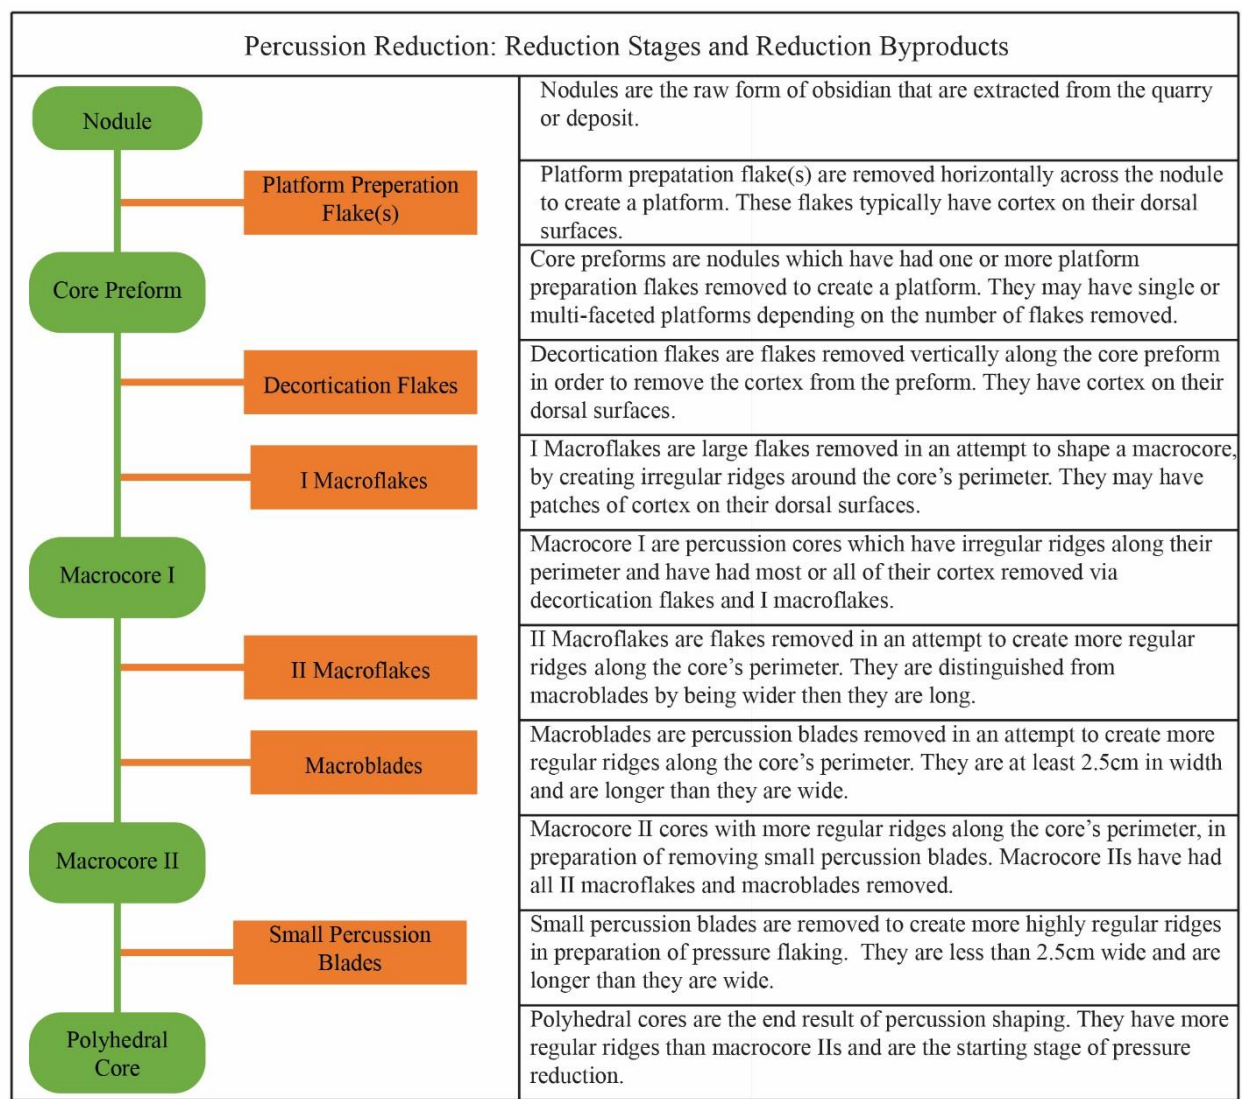 Percussion Reduction: Reduction Stages and Reduction Byproducts
Nodule
Nodules are the raw form of obsidian that are extracted from the quarry
or deposit.
Platform Preperation
Flake(s)
Platform prepatation flake(s) are removed horizontally across the nodule
to create a platform. These flakes typically have cortex on their dorsal
surfaces.
Core Preform
Core preforms are nodules which have had one or more platform
preparation flakes removed to create a platform. They may have single or
multi-faceted platforms depending on the number of flakes removed.
Decortication Flakes
Decortication flakes are flakes removed vertically along the core preform
in order to remove the cortex from the preform. They have cortex on their
dorsal surfaces.
I Macroflakes
I Macroflakes are large flakes removed in an attempt to shape a macrocore,
by creating irregular ridges around the core's perimeter. They may have
patches of cortex on their dorsal surfaces.
Macrocore I
Macrocore I are percussion cores which have irregular ridges along their
perimeter and have had most or all of their cortex removed via
decortication flakes and I macroflakes.
II Macroflakes
II Macroflakes are flakes removed in an attempt to create more regular
ridges along the core's perimeter. They are distinguished from
macroblades by being wider then they are long.
Macroblades
Macroblades are percussion blades removed in an attempt to create more
regular ridges along the core's perimeter. They are at least 2.5cm in width
and are longer than they are wide.
Macrocore II
Macrocore II cores with more regular ridges along the core's perimeter, in
preparation of removing small percussion blades. Macrocore IIs have had
all II macroflakes and macroblades removed.
Small Percussion
Blades
Small percussion blades are removed to create more highly regular ridges
in preparation of pressure flaking. They are less than 2.5cm wide and are
longer than they are wide.
Polyhedral
Core
Polyhedral cores are the end result of percussion shaping. They have more
regular ridges than macrocore IIs and are the starting stage of pressure
reduction.